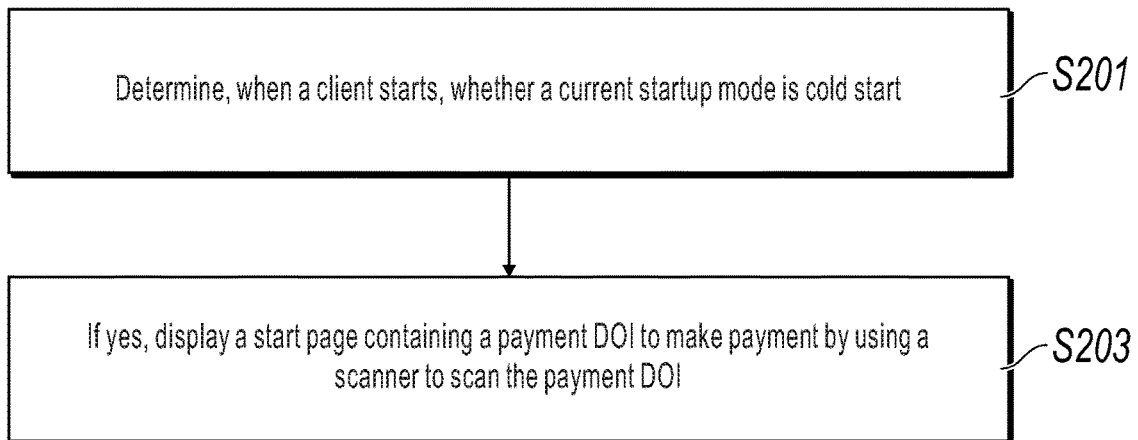 Determine, when a client starts, whether a current startup mode is cold start
S201
If yes, display a start page containing a payment DOI to make payment by using a
scanner to scan the payment DOI
S203